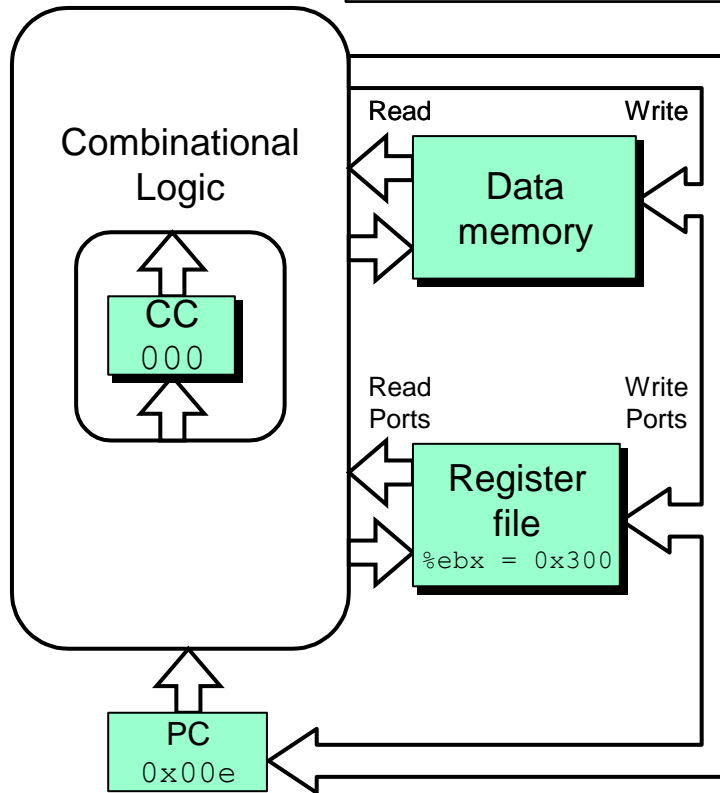 Combinational
Logic
CC
000
Read
Write
Data
memory
Read
Ports
Write
Ports
Register
file
%ebx = 0x300
PC
0x00e